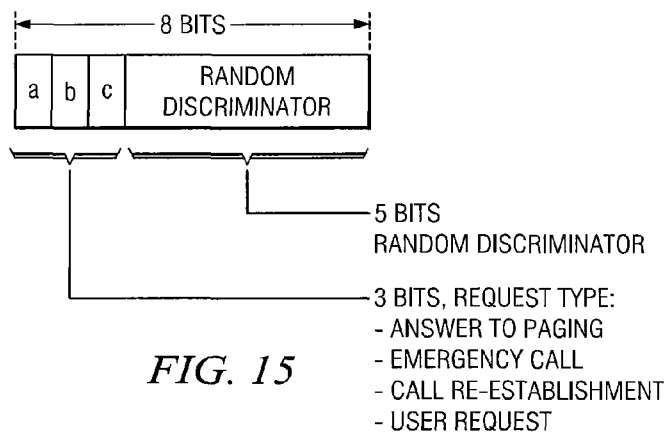 8 BITS
a b c RANDOM DISCRIMINATOR
5 BITS
RANDOM DISCRIMINATOR
3 BITS, REQUEST TYPE:
- ANSWER TO PAGING
- EMERGENCY CALL
- CALL RE-ESTABLISHMENT
- USER REQUEST
FIG. 15